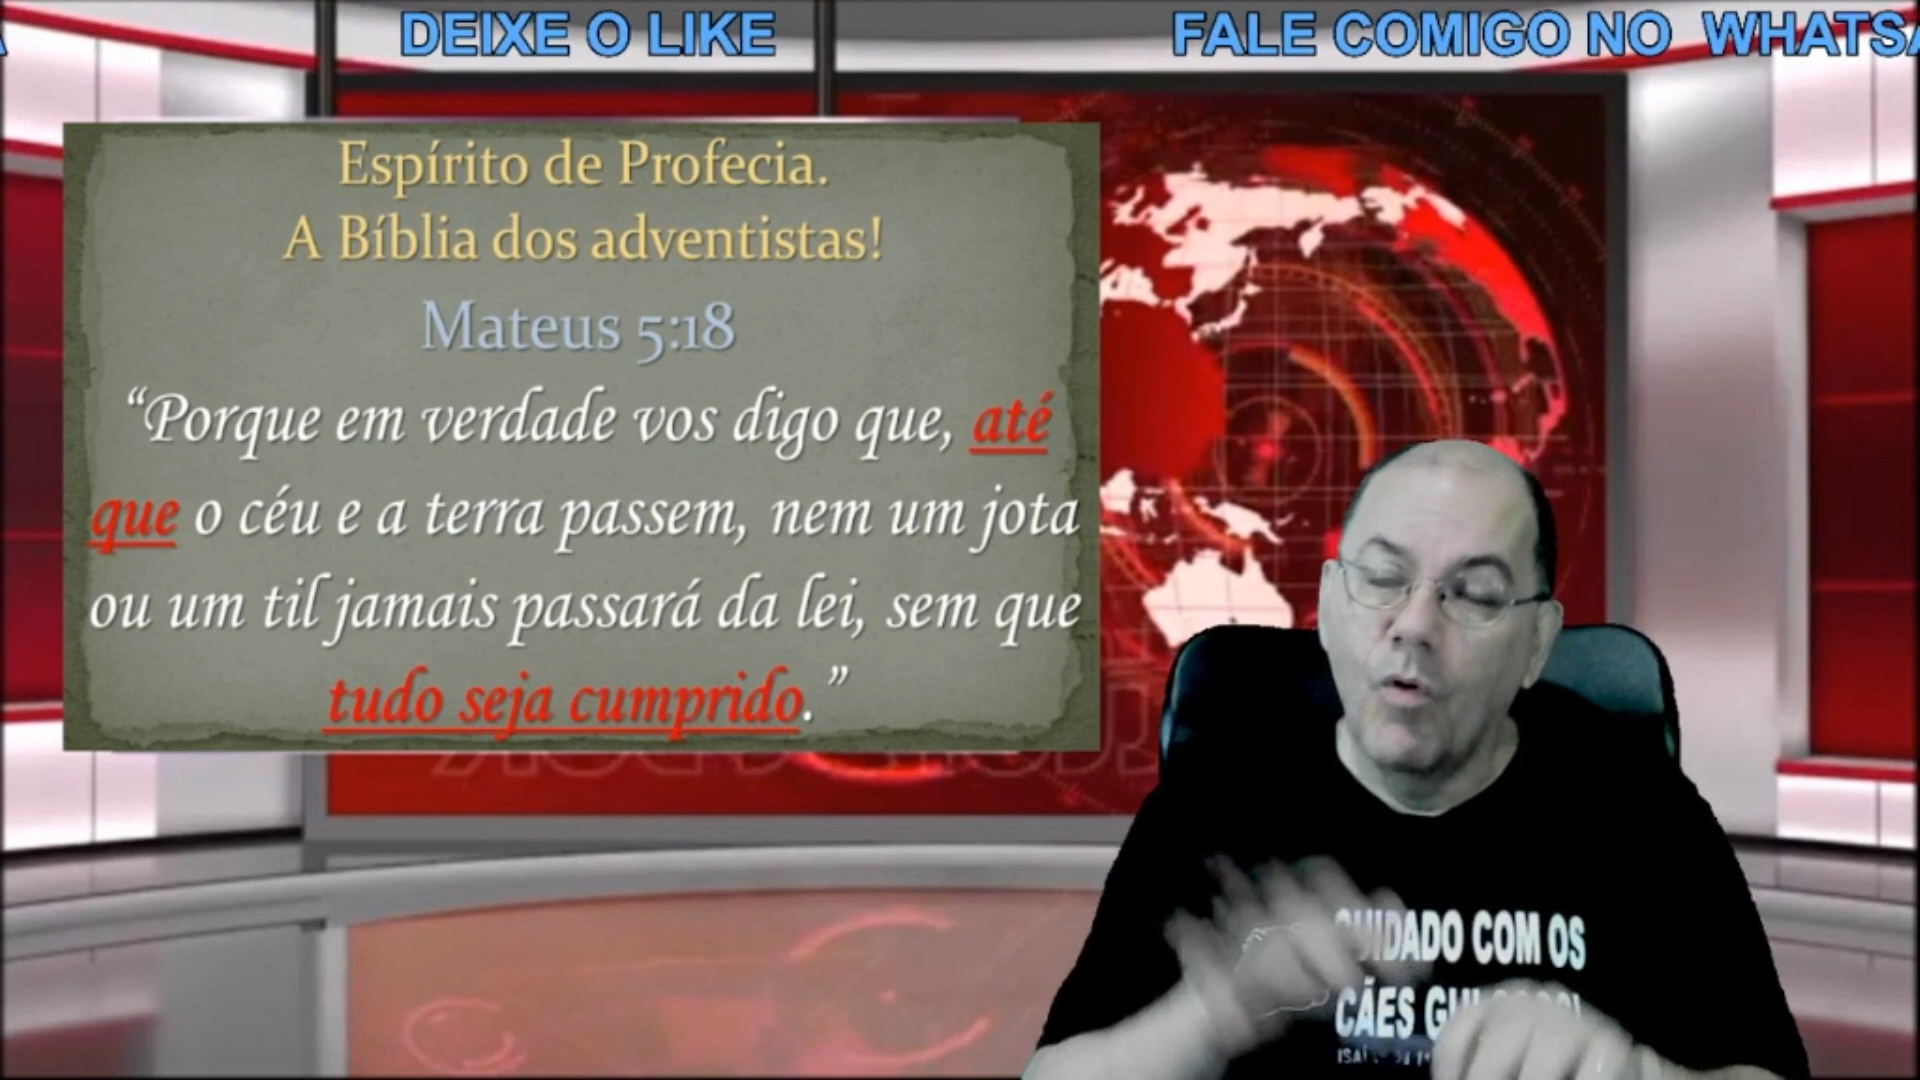 DEIXE O LIKE
FALE COMIGO NO
Espírito de Profecia.
A Bíblia dos adventistas!
Mateus 5:18
“Porque em verdade vos digo que, até
que o céu e a terra passem, nem um jota
ou um til jamais passará da lei, sem que
tudo seja cumprido.”
CUIDADO COM OS
CÁES